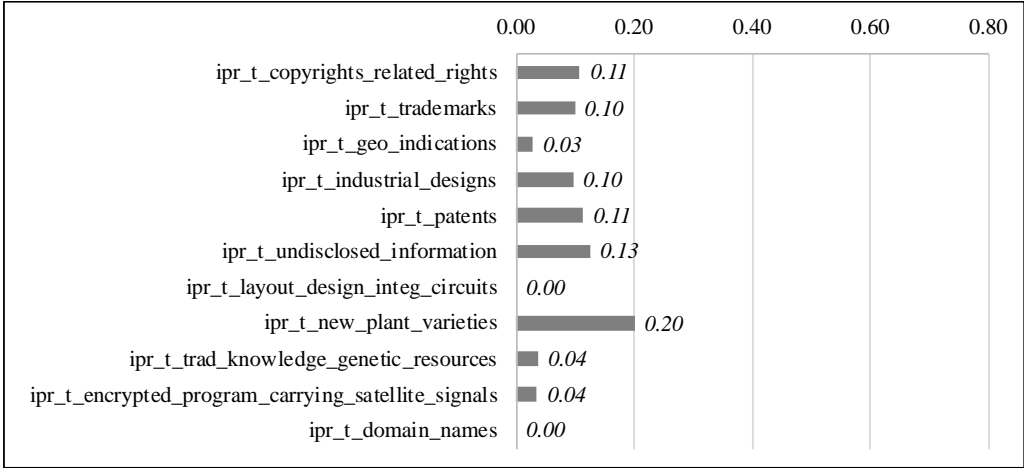 0.00 0.20 0.40 0.60 0.80
ipr_t_copyrights_related_rights 0.11
ipr_t_trademarks 0.10
ipr_t_geo_indications 0.03
ipr_t_industrial_designs 0.10
ipr_t_patents 0.11
ipr_t_undisclosed_information 0.13
ipr_t_layout_design_integ_circuits 0.00
ipr_t_new_plant_varieties 0.20
ipr_t_trad_knowledge_genetic_resources 0.04
ipr_t_encrypted_program_carrying_satellite_signals 0.04
ipr_t_domain_names 0.00